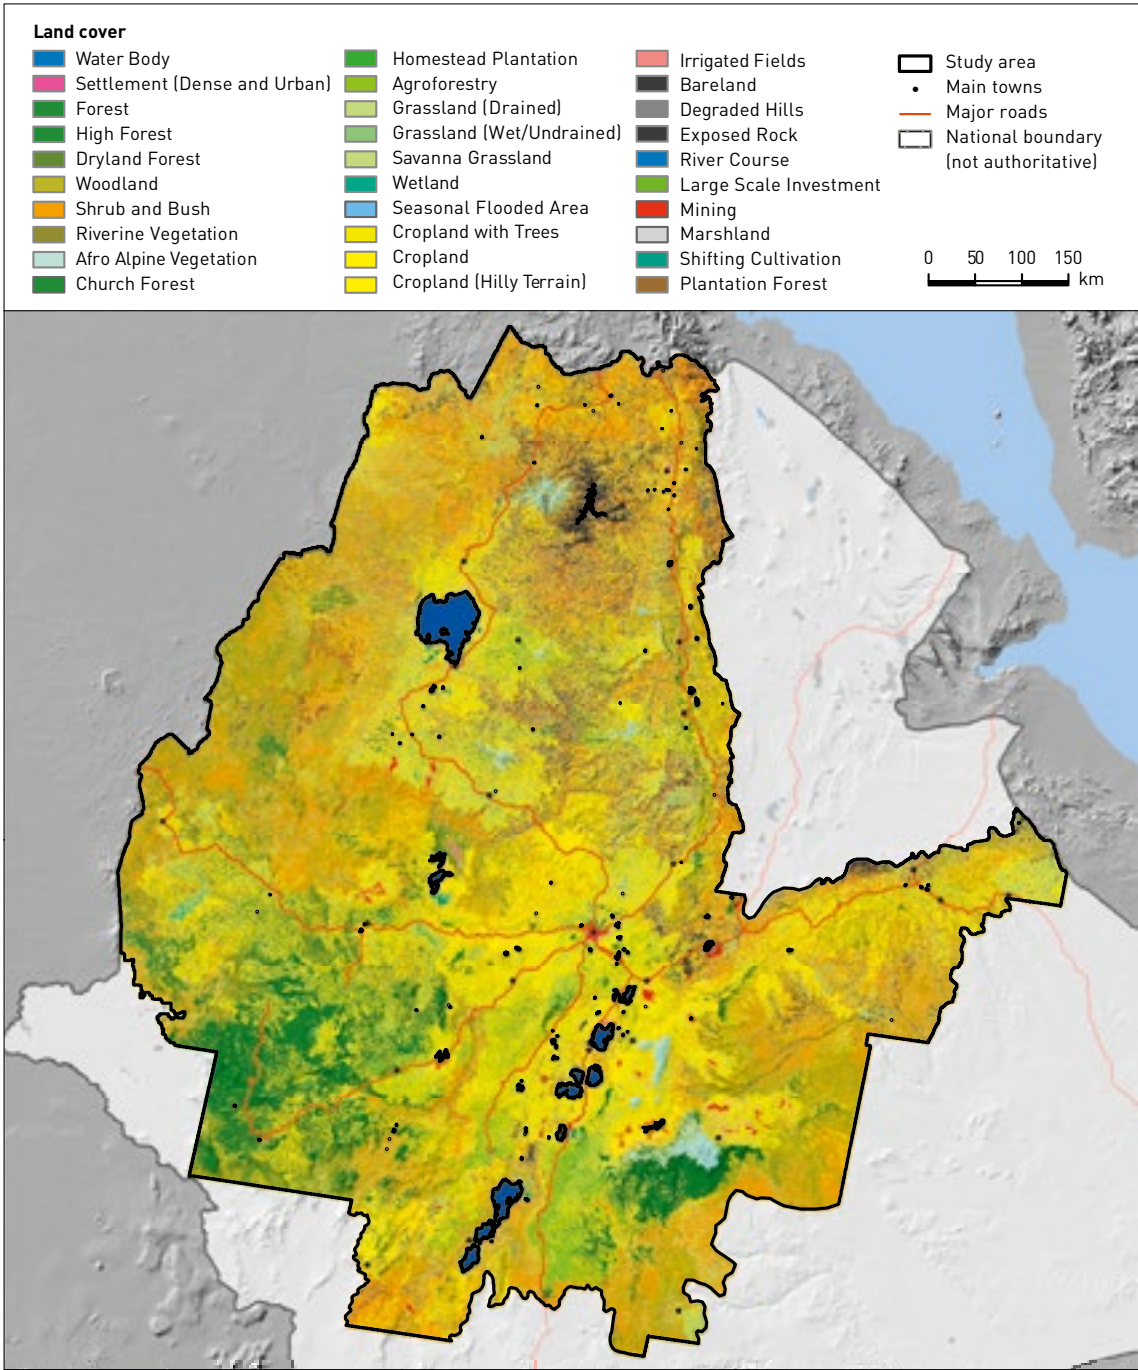 Land cover
Water Body
Settlement (Dense and Urban)
Forest
High Forest
Dryland Forest
Woodland
Shrub and Bush
Riverine Vegetation
Afro Alpine Vegetation
Church Forest
Homestead Plantation
Agroforestry
Grassland (Drained)
Grassland (Wet/Undrained)
Savanna Grassland
Wetland
Seasonal Flooded Area
Cropland with Trees
Cropland
Cropland (Hilly Terrain)
Irrigated Fields
Bareland
Degraded Hills
Exposed Rock
River Course
Large Scale Investment
Mining
Marshland
Shifting Cultivation
Plantation Forest
Study area
Main towns
Major roads
National boundary
(not authoritative)
0 50 100 150
km